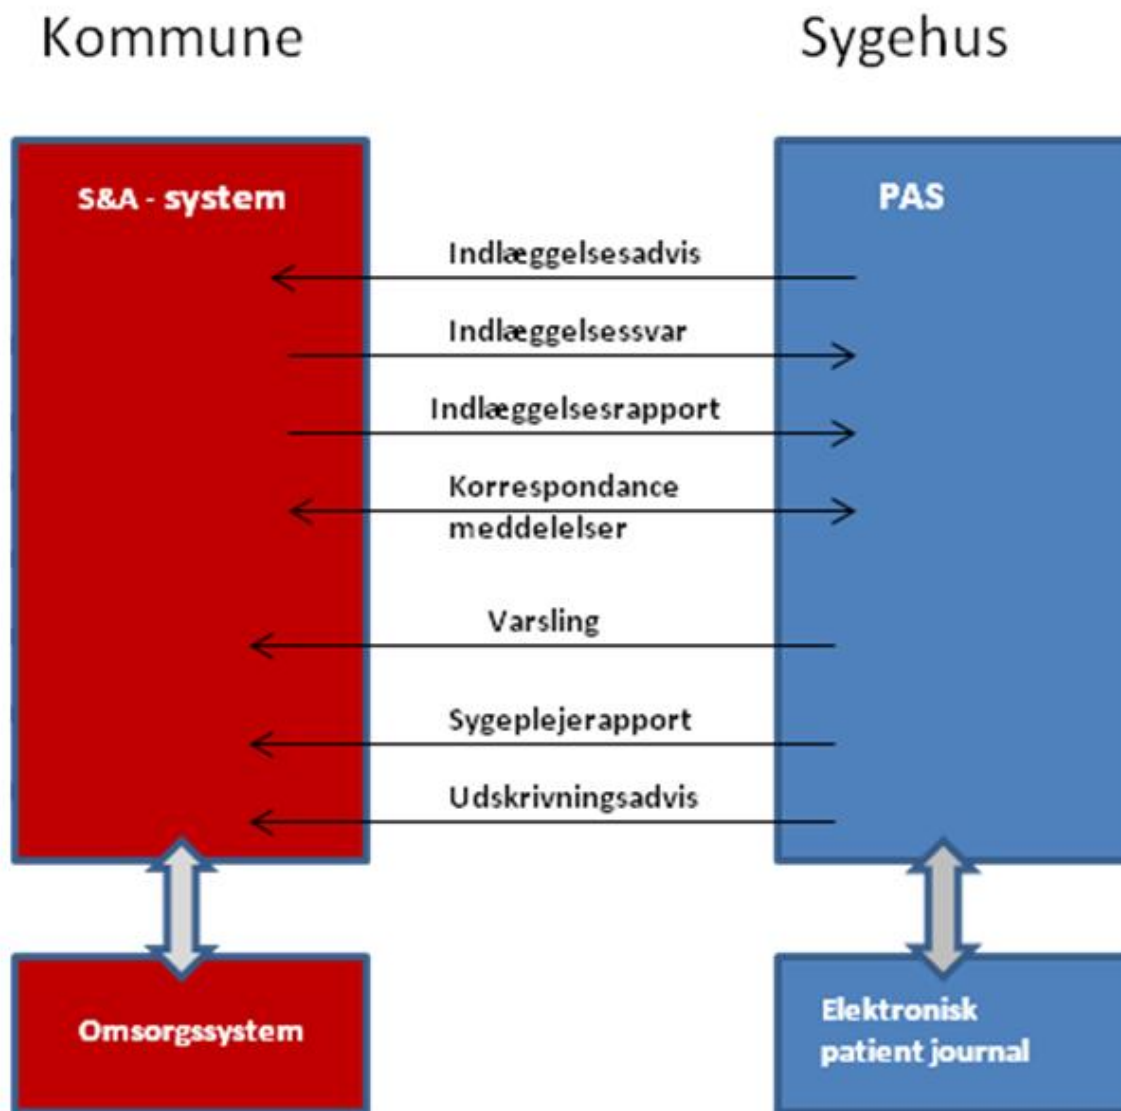 Kommune
Sygehus
S&A - system
PAS
Indlæggelsesadvis
Indlæggelsessvar
Indlæggelsesrapport
Korrespondance
meddelelser
Varsling
Sygeplejerapport
Udskrivningsadvis
Omsorgssystem
Elektronisk
patient journal